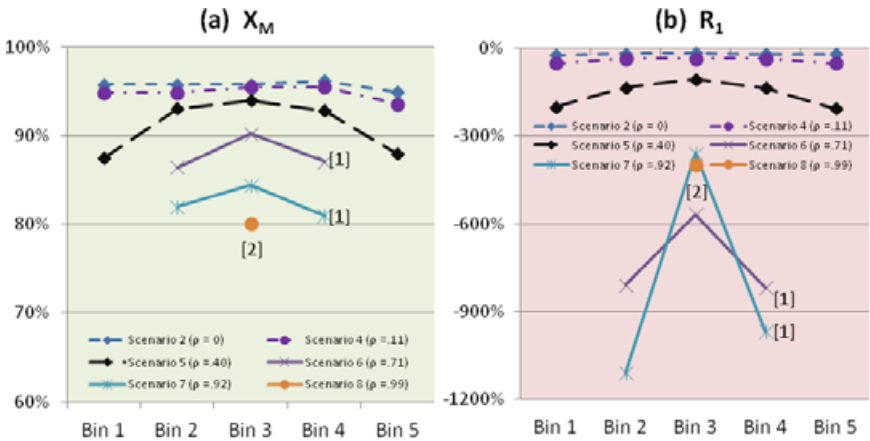 (a) X_M
100%
90%
80%
70%
60%
[1]
[1]
[2]
Scenario 2 (ρ = 0)
Scenario 4 (ρ = .11)
Scenario 5 (ρ = .40)
Scenario 6 (ρ = .71)
Scenario 7 (ρ = .92)
Scenario 8 (ρ = .99)
Bin 1 Bin 2 Bin 3 Bin 4 Bin 5
(b) R₁
0%
-300%
-600%
-900%
-1200%
Scenario 2 (ρ = 0)
Scenario 4 (ρ = .11)
Scenario 5 (ρ = .40)
Scenario 6 (ρ = .71)
Scenario 7 (ρ = .92)
Scenario 8 (ρ = .99)
[2]
[1]
[1]
Bin 1 Bin 2 Bin 3 Bin 4 Bin 5